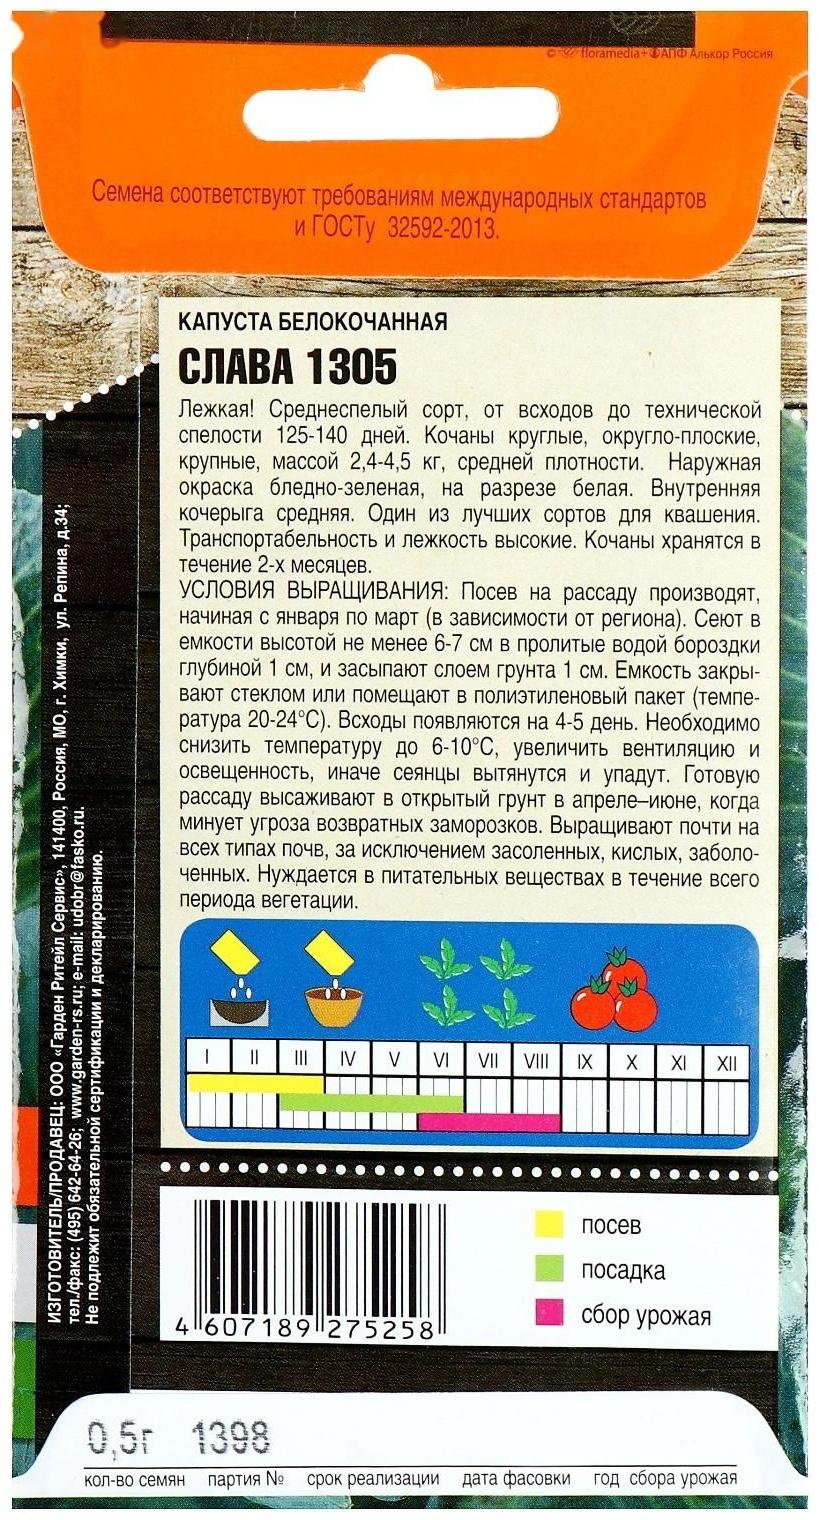 © floramedia+ АПФ Алькор Россия
Семена соответствуют требованиям международных стандартов
и ГОСТу 32592-2013.
КАПУСТА БЕЛОКОЧАННАЯ
СЛАВА 1305
Лежкая! Среднеспелый сорт, от всходов до технической
спелости 125-140 дней. Кочаны круглые, округло-плоские,
крупные, массой 2,4-4,5 кг, средней плотности. Наружная
окраска бледно-зеленая, на разрезе белая. Внутренняя
кочерыга средняя. Один из лучших сортов для квашения.
Транспортабельность и лежкость высокие. Кочаны хранятся в
течение 2-х месяцев.
УСЛОВИЯ ВЫРАЩИВАНИЯ: Посев на рассаду производят,
начиная с января по март (в зависимости от региона). Сеют в
емкости высотой не менее 6-7 см в пролитые водой бороздки
глубиной 1 см, и засыпают слоем грунта 1 см. Емкость закры-
вают стеклом или помещают в полиэтиленовый пакет (темпе-
ратура 20-24°С). Всходы появляются на 4-5 день. Необходимо
снизить температуру до 6-10°С, увеличить вентиляцию и
освещенность, иначе сеянцы вытянутся и упадут. Готовую
рассаду высаживают в открытый грунт в апреле–июне, когда
минует угроза возвратных заморозков. Выращивают почти на
всех типах почв, за исключением засоленных, кислых, заболо-
ченных. Нуждается в питательных веществах в течение всего
периода вегетации.
I II III IV V VI VII VIII IX X XI XII
посев
посадка
сбор урожая
4 607189 275258
ИЗГОТОВИТЕЛЬ/ПРОДАВЕЦ: ООО «Гарден Ритейл Сервис», 141400, Россия, МО, г. Химки, ул. Репина, д.34;
тел./факс: (495) 642-64-26; www.garden-rs.ru; e-mail: udobr@fasko.ru.
Не подлежит обязательной сертификации и декларированию.
0,5г 1398
кол-во семян партия № срок реализации дата фасовки год сбора урожая